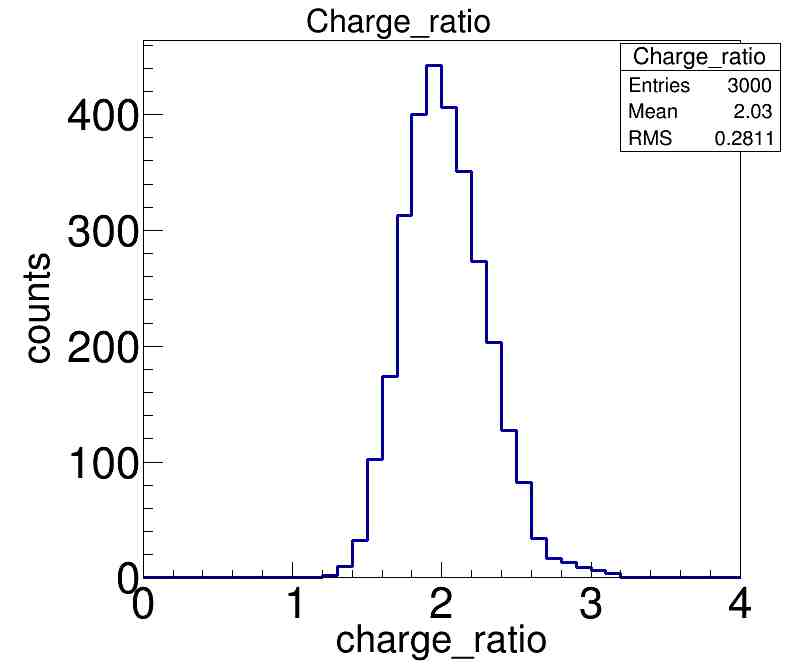 Charge_ratio
Charge_ratio
Entries 3000
Mean 2.03
RMS 0.2811
counts
400
300
200
100
0
0 1 2 3 4
charge_ratio